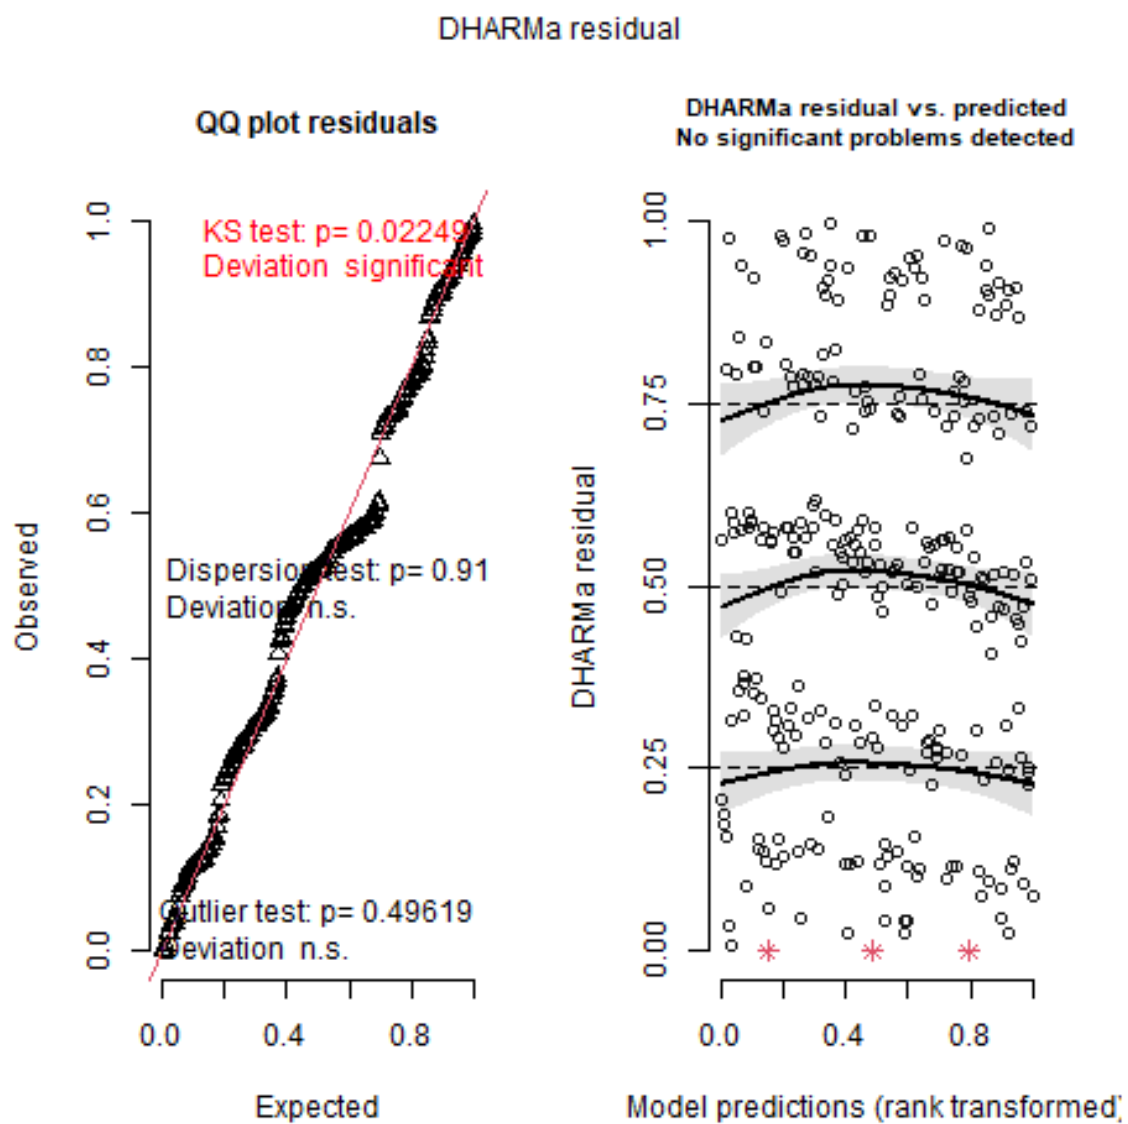 DHARMa residual
QQ plot residuals
KS test: p= 0.02249
Deviation significant
Dispersion test: p= 0.91
Deviation n.s.
Outlier test: p= 0.49619
Deviation n.s.
Observed
0.0 0.2 0.4 0.6 0.8 1.0
0.0 0.4 0.8
Expected
DHARMa residual vs. predicted
No significant problems detected
DHARMa residual
0.00 0.25 0.50 0.75 1.00
0.0 0.4 0.8
Model predictions (rank transformed)